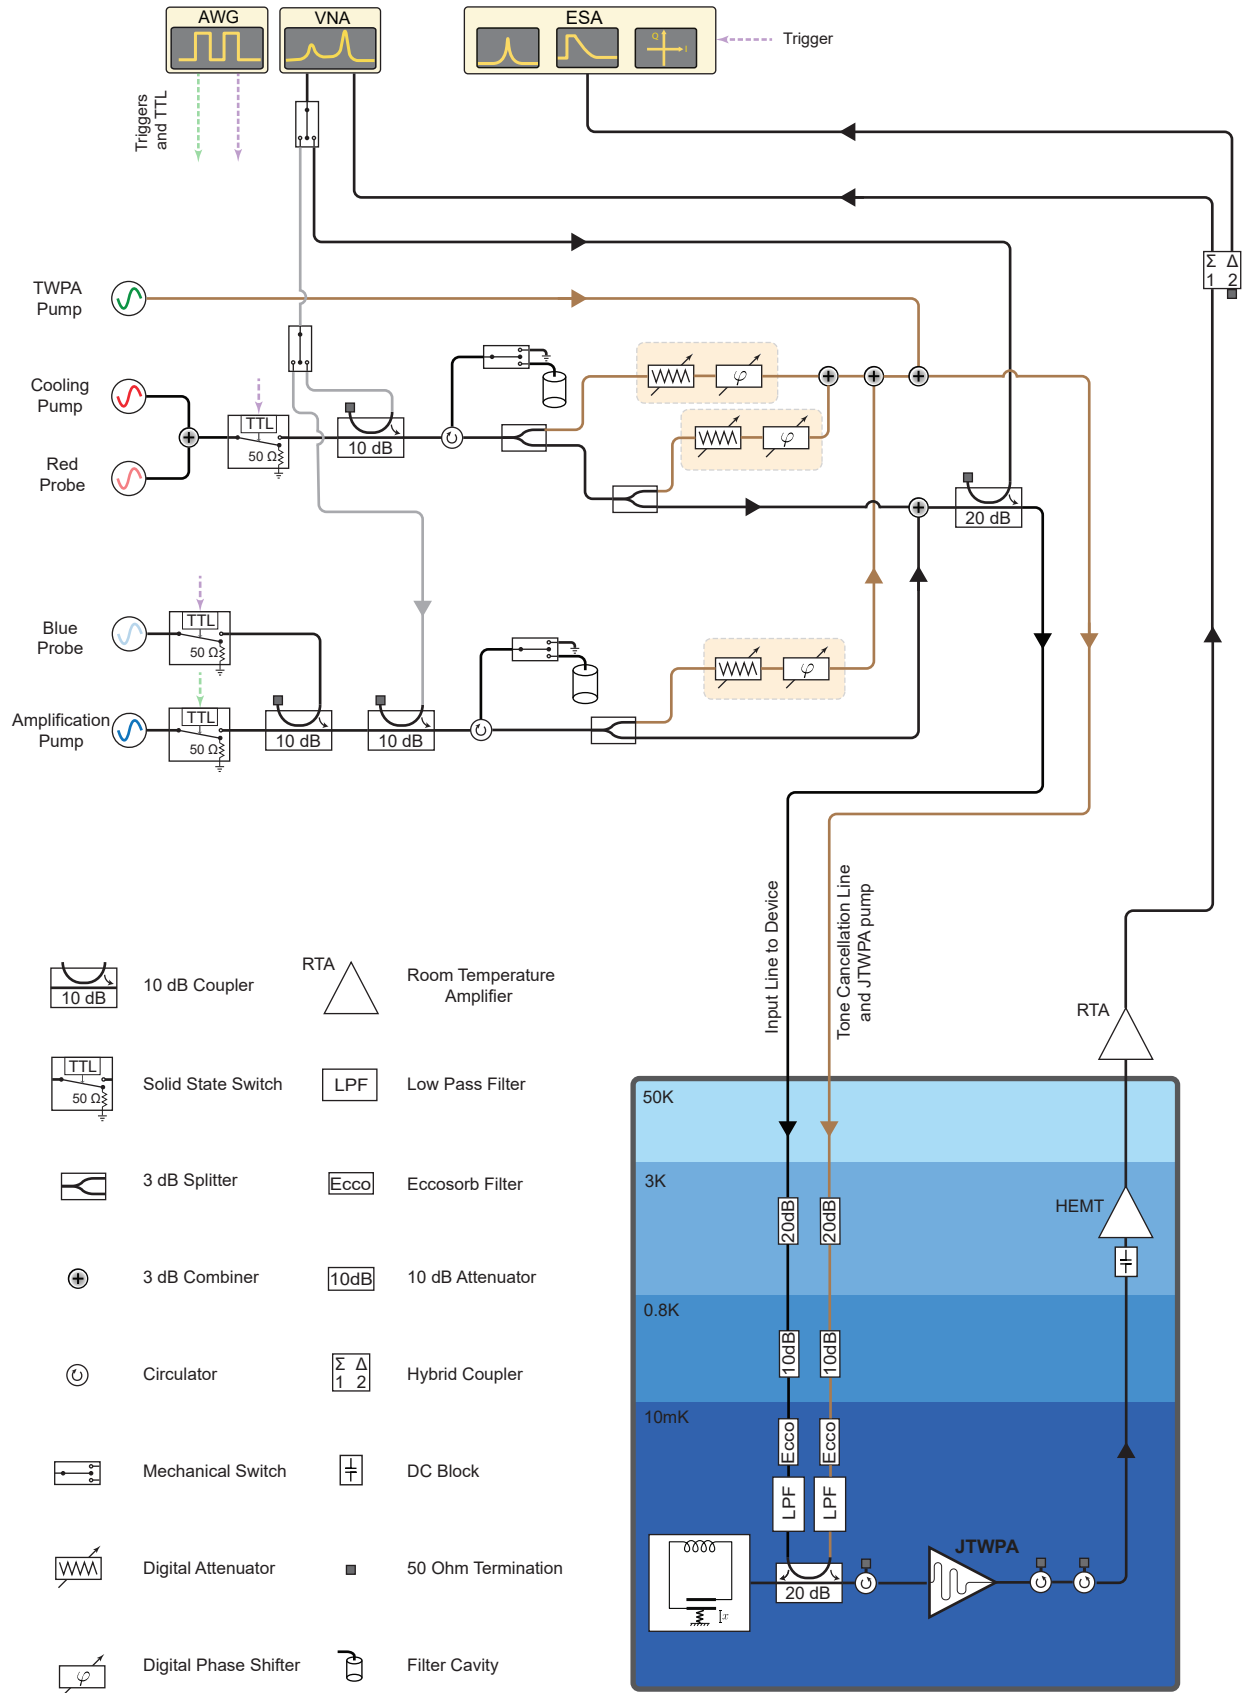 AWG
VNA
ESA
Q
I
Trigger
Triggers
and TTL
Σ Δ
1 2
TWPA
Pump
Cooling
Pump
Red
Probe
TTL
50 Ω
10 dB
φ
φ
20 dB
Blue
Probe
TTL
50 Ω
Amplification
Pump
TTL
50 Ω
10 dB
10 dB
φ
Input Line to Device
Tone Cancellation Line
and JTWPA pump
10 dB
10 dB Coupler
RTA
Room Temperature
Amplifier
RTA
TTL
50 Ω
Solid State Switch
LPF
Low Pass Filter
50K
3 dB Splitter
Ecco
Eccosorb Filter
3K
HEMT
20dB
20dB
3 dB Combiner
10dB
10 dB Attenuator
0.8K
10dB
10dB
Circulator
Σ Δ
1 2
Hybrid Coupler
10mK
Ecco
Ecco
Mechanical Switch
DC Block
LPF
LPF
Digital Attenuator
50 Ohm Termination
x
20 dB
JTWPA
φ
Digital Phase Shifter
Filter Cavity